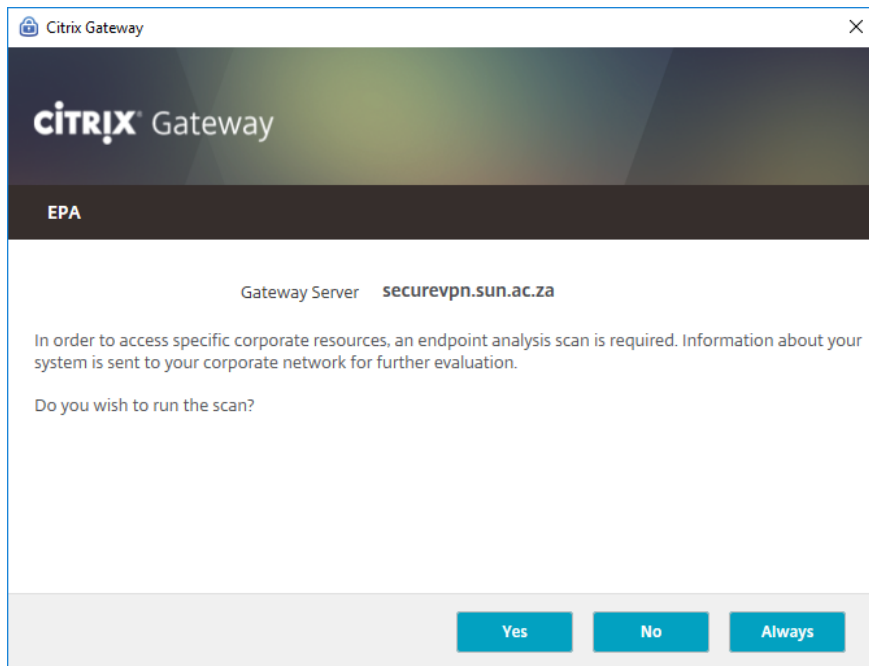 Citrix Gateway
CİTRIX® Gateway
EPA
Gateway Server securevpn.sun.ac.za
In order to access specific corporate resources, an endpoint analysis scan is required. Information about your
system is sent to your corporate network for further evaluation.
Do you wish to run the scan?
Yes No Always